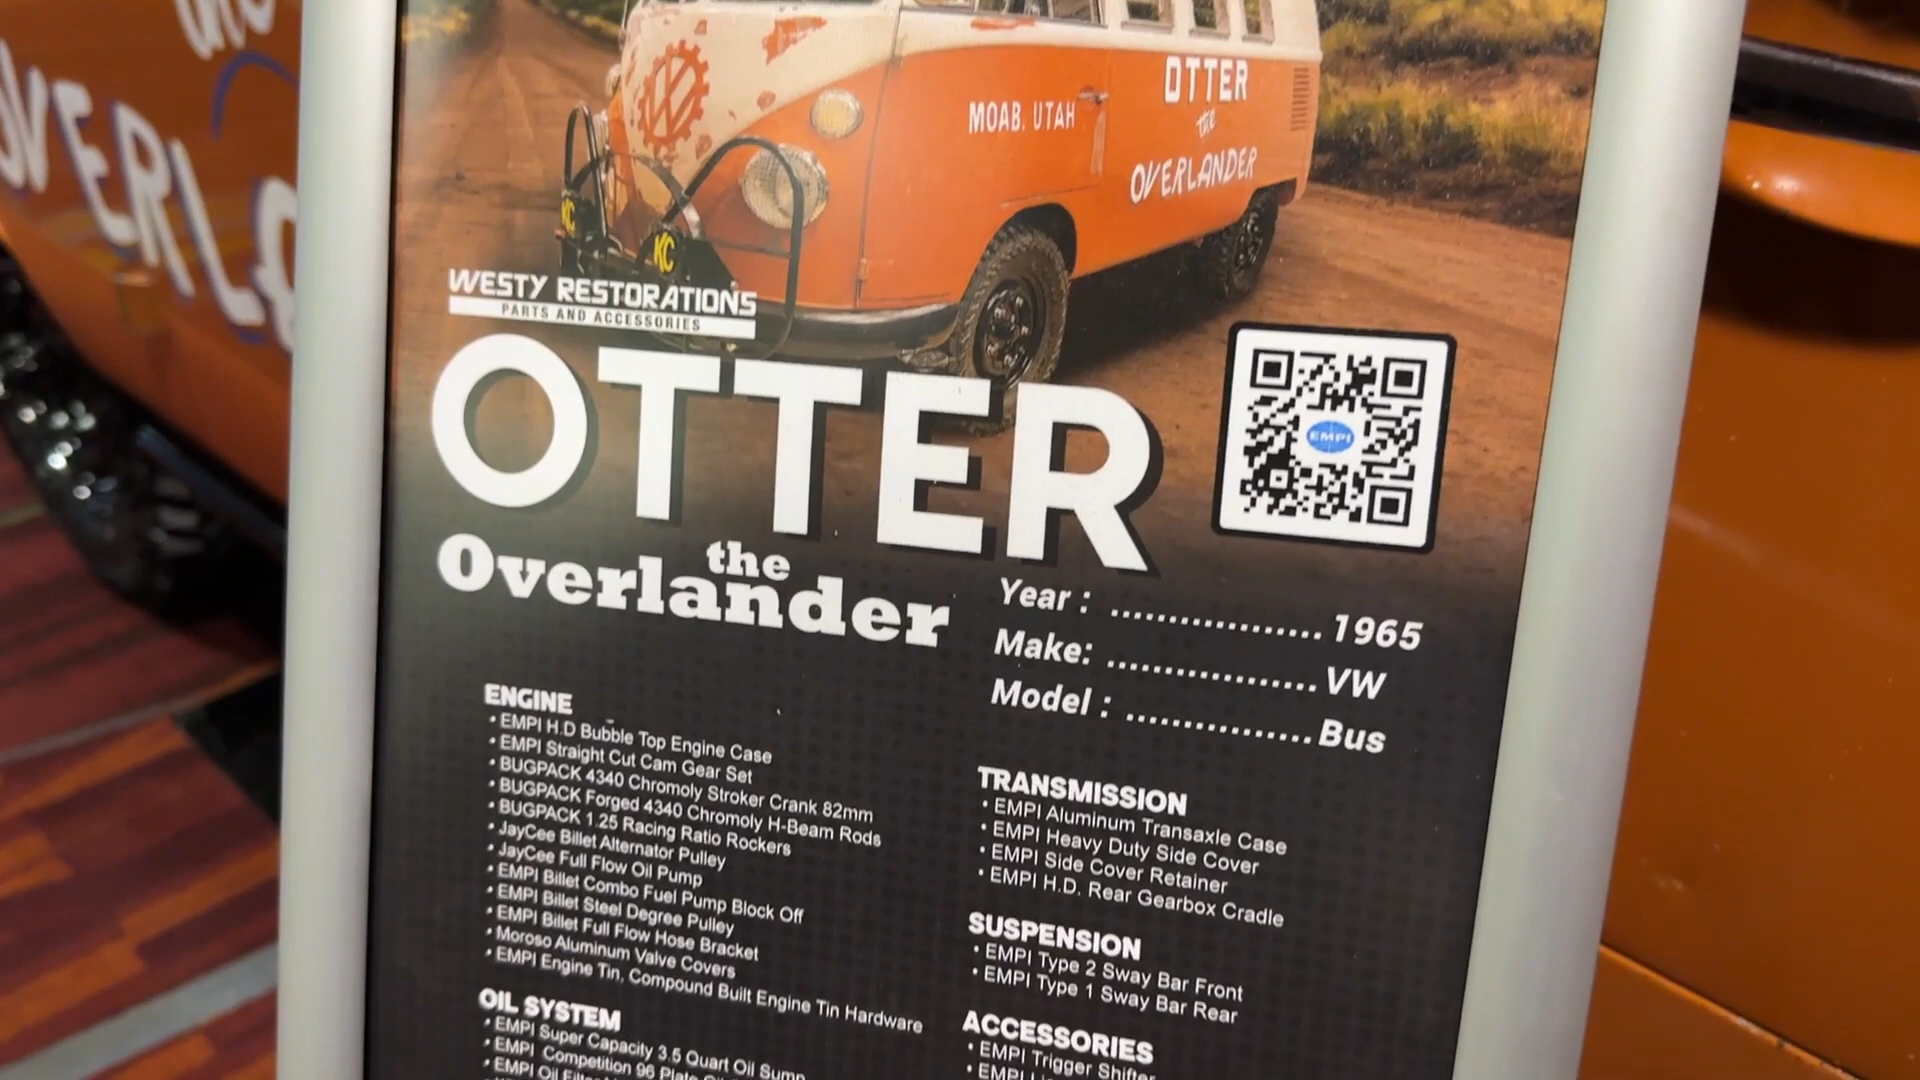 the
OVERL
MOAB. UTAH
OTTER
the
OVERLANDER
KC
KC
WESTY RESTORATIONS
PARTS AND ACCESSORIES
EMPI
OTTER
the
Overlander
Year : .................. 1965
Make: .................. VW
Model : ................ Bus
ENGINE
• EMPI H.D Bubble Top Engine Case
• EMPI Straight Cut Cam Gear Set
• BUGPACK 4340 Chromoly Stroker Crank 82mm
• BUGPACK Forged 4340 Chromoly H-Beam Rods
• BUGPACK 1.25 Racing Ratio Rockers
• JayCee Billet Alternator Pulley
• JayCee Full Flow Oil Pump
• EMPI Billet Combo Fuel Pump Block Off
• EMPI Billet Steel Degree Pulley
• EMPI Billet Full Flow Hose Bracket
• Moroso Aluminum Valve Covers
• EMPI Engine Tin, Compound Built Engine Tin Hardware
OIL SYSTEM
• EMPI Super Capacity 3.5 Quart Oil Sump
• EMPI Competition 96 Plate
• EMPI Oil
TRANSMISSION
• EMPI Aluminum Transaxle Case
• EMPI Heavy Duty Side Cover
• EMPI Side Cover Retainer
• EMPI H.D. Rear Gearbox Cradle
SUSPENSION
• EMPI Type 2 Sway Bar Front
• EMPI Type 1 Sway Bar Rear
ACCESSORIES
• EMPI Trigger Shifter
• EMPI